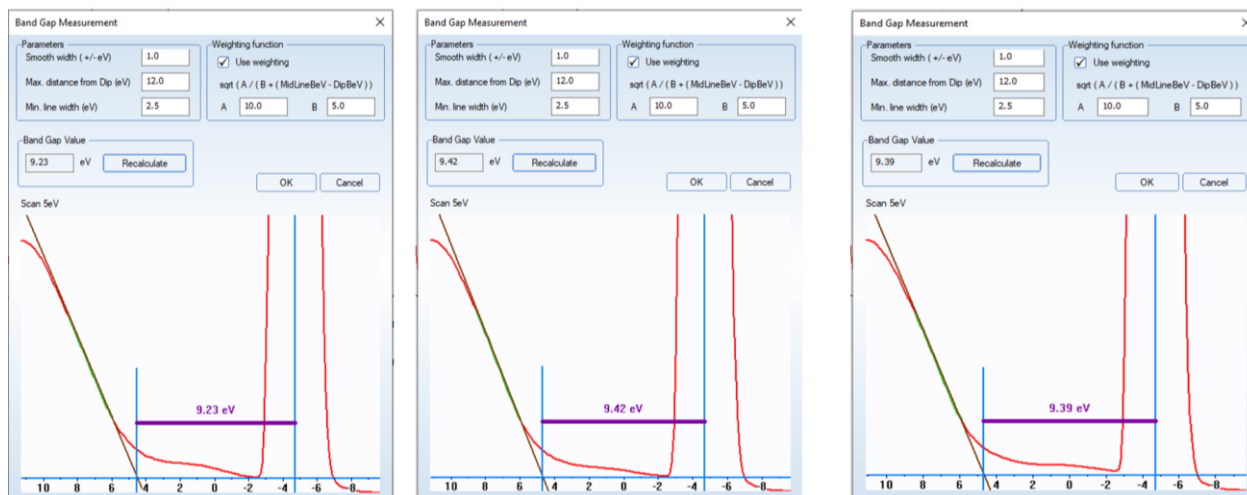 Band Gap Measurement
Parameters
Smooth width ( +/- eV) 1.0
Max. distance from Dip (eV) 12.0
Min. line width (eV) 2.5
Weighting function
Use weighting
sqrt ( A / ( B + ( MidLineBeV - DipBeV ) )
A 10.0 B 5.0
Band Gap Value
9.23 eV Recalculate
OK Cancel
Scan 5eV
9.23 eV
10 8 6 4 2 0 -2 -4 -6 -8
Band Gap Measurement
Parameters
Smooth width ( +/- eV) 1.0
Max. distance from Dip (eV) 12.0
Min. line width (eV) 2.5
Weighting function
Use weighting
sqrt ( A / ( B + ( MidLineBeV - DipBeV ) )
A 10.0 B 5.0
Band Gap Value
9.42 eV Recalculate
OK Cancel
Scan 5eV
9.42 eV
10 8 6 4 2 0 -2 -4 -6 -8
Band Gap Measurement
Parameters
Smooth width ( +/- eV) 1.0
Max. distance from Dip (eV) 12.0
Min. line width (eV) 2.5
Weighting function
Use weighting
sqrt ( A / ( B + ( MidLineBeV - DipBeV ) )
A 10.0 B 5.0
Band Gap Value
9.39 eV Recalculate
OK Cancel
Scan 5eV
9.39 eV
10 8 6 4 2 0 -2 -4 -6 -8